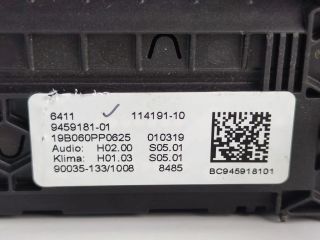 6411 114191-10
9459181-01
19B060PP0625 010319
Audio: H02.00 S05.01
Klima: H01.03 S05.01
90035-133/1008 8485
BC945918101